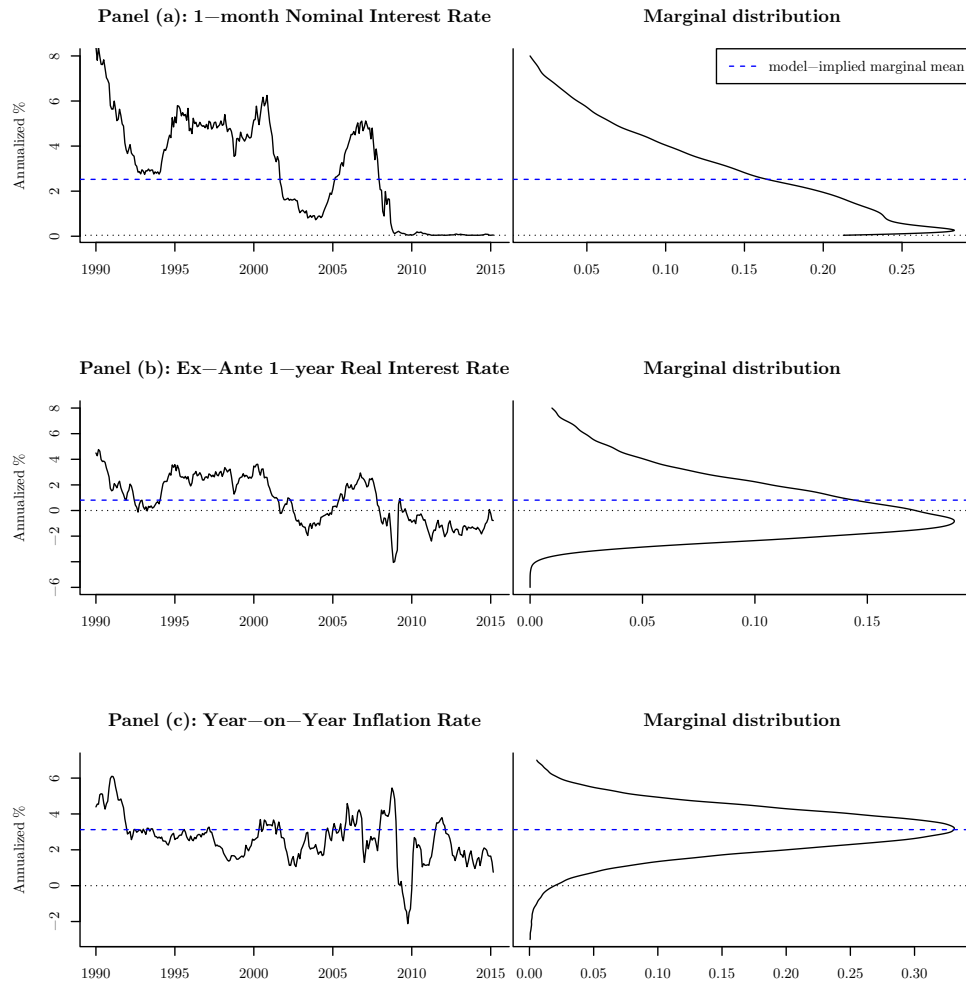 Panel (a): 1−month Nominal Interest Rate
Marginal distribution
Annualized %
0 2 4 6 8
1990 1995 2000 2005 2010 2015
model−implied marginal mean
0.05 0.10 0.15 0.20 0.25
Panel (b): Ex−Ante 1−year Real Interest Rate
Marginal distribution
Annualized %
−6 −2 0 2 4 8
1990 1995 2000 2005 2010 2015
0.00 0.05 0.10 0.15
Panel (c): Year−on−Year Inflation Rate
Marginal distribution
Annualized %
−2 0 2 4 6
1990 1995 2000 2005 2010 2015
0.00 0.05 0.10 0.15 0.20 0.25 0.30